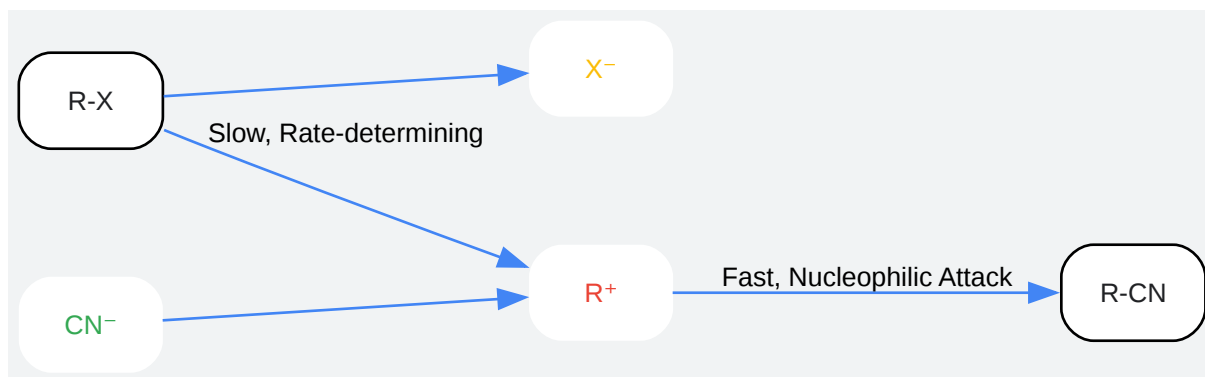 X⁻
R-X
Slow, Rate-determining
Fast, Nucleophilic Attack
R⁺
R-CN
CN⁻